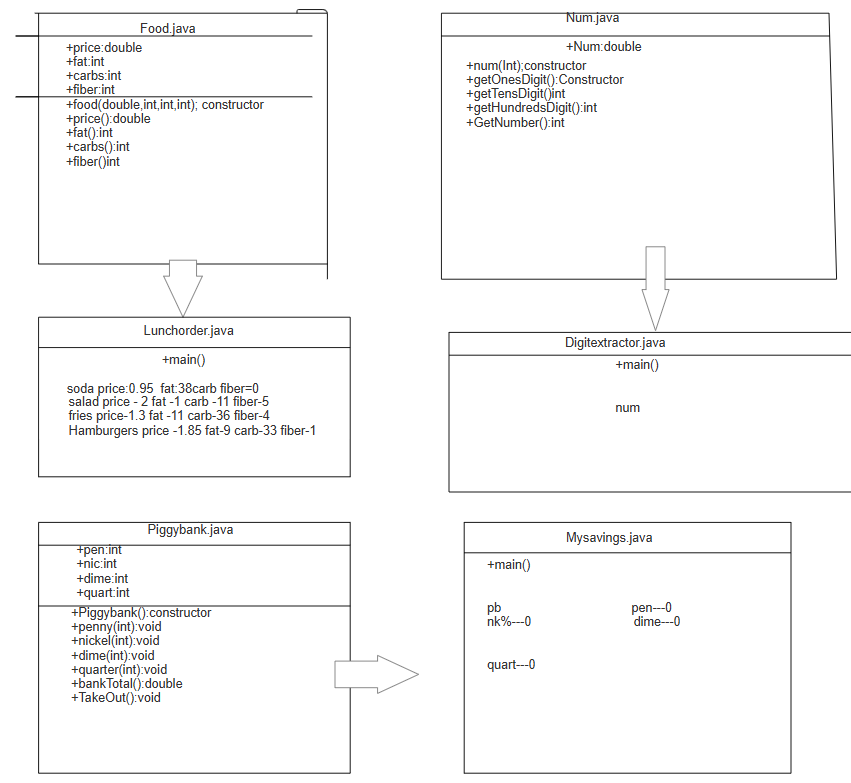 Food.java
+price:double
+fat:int
+carbs:int
+fiber:int
+food(double,int,int,int); constructor
+price():double
+fat():int
+carbs():int
+fiber()int
Num.java
+Num:double
+num(Int);constructor
+getOnesDigit():Constructor
+getTensDigit()int
+getHundredsDigit():int
+GetNumber():int
Lunchorder.java
+main()
soda price:0.95 fat:38carb fiber=0
salad price - 2 fat -1 carb -11 fiber-5
fries price-1.3 fat -11 carb-36 fiber-4
Hamburgers price -1.85 fat-9 carb-33 fiber-1
Digitextractor.java
+main()
num
Piggybank.java
+pen:int
+nic:int
+dime:int
+quart:int
+Piggybank():constructor
+penny(int):void
+nickel(int):void
+dime(int):void
+quarter(int):void
+bankTotal():double
+TakeOut():void
Mysavings.java
+main()
pb pen---0
nk%---0 dime---0
quart---0